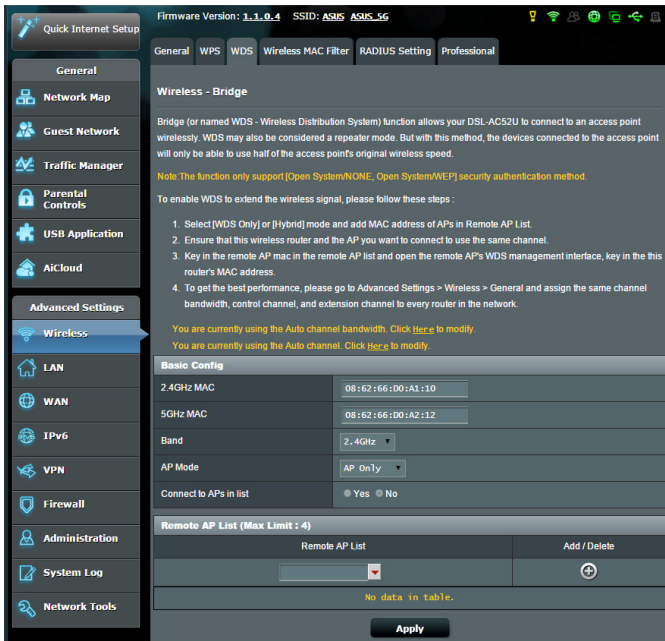 Quick Internet Setup
General
Network Map
Guest Network
Traffic Manager
Parental
Controls
USB Application
AiCloud
Advanced Settings
Wireless
LAN
WAN
IPv6
VPN
Firewall
Administration
System Log
Network Tools
Firmware Version: 1.1.0.4 SSID: ASUS ASUS_5G
General WPS WDS Wireless MAC Filter RADIUS Setting Professional
Wireless - Bridge
Bridge (or named WDS - Wireless Distribution System) function allows your DSL-AC52U to connect to an access point
wirelessly. WDS may also be considered a repeater mode. But with this method, the devices connected to the access point
will only be able to use half of the access point's original wireless speed.
Note:The function only support [Open System/NONE, Open System/WEP] security authentication method.
To enable WDS to extend the wireless signal, please follow these steps :
1. Select [WDS Only] or [Hybrid] mode and add MAC address of APs in Remote AP List.
2. Ensure that this wireless router and the AP you want to connect to use the same channel.
3. Key in the remote AP mac in the remote AP list and open the remote AP's WDS management interface, key in the this
router's MAC address.
4. To get the best performance, please go to Advanced Settings > Wireless > General and assign the same channel
bandwidth, control channel, and extension channel to every router in the network.
You are currently using the Auto channel bandwidth. Click Here to modify.
You are currently using the Auto channel. Click Here to modify.
Basic Config
2.4GHz MAC 08:62:66:D0:A1:10
5GHz MAC 08:62:66:D0:A2:12
Band 2.4GHz
AP Mode AP Only
Connect to APs in list Yes No
Remote AP List (Max Limit : 4)
Remote AP List Add / Delete
No data in table.
Apply